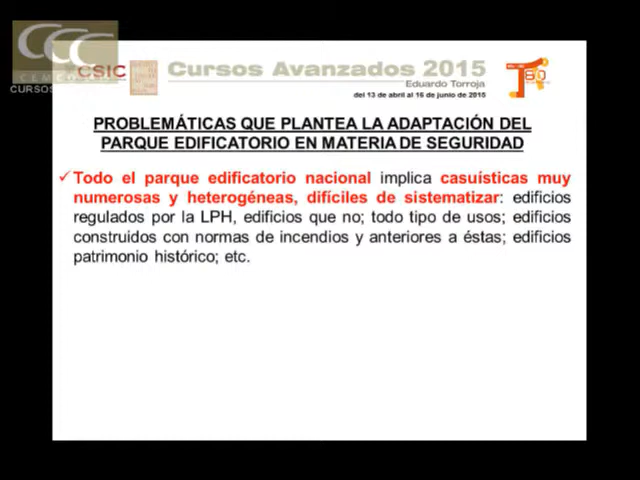 CSIC
CURSOS
Cursos Avanzados 2015
Eduardo Torroja
del 13 de abril al 16 de junio de 2015
PROBLEMÁTICAS QUE PLANTEA LA ADAPTACIÓN DEL
PARQUE EDIFICATORIO EN MATERIA DE SEGURIDAD
✓Todo el parque edificatorio nacional implica casuísticas muy
numerosas y heterogéneas, difíciles de sistematizar: edificios
regulados por la LPH, edificios que no; todo tipo de usos; edificios
construidos con normas de incendios y anteriores a éstas; edificios
patrimonio histórico; etc.